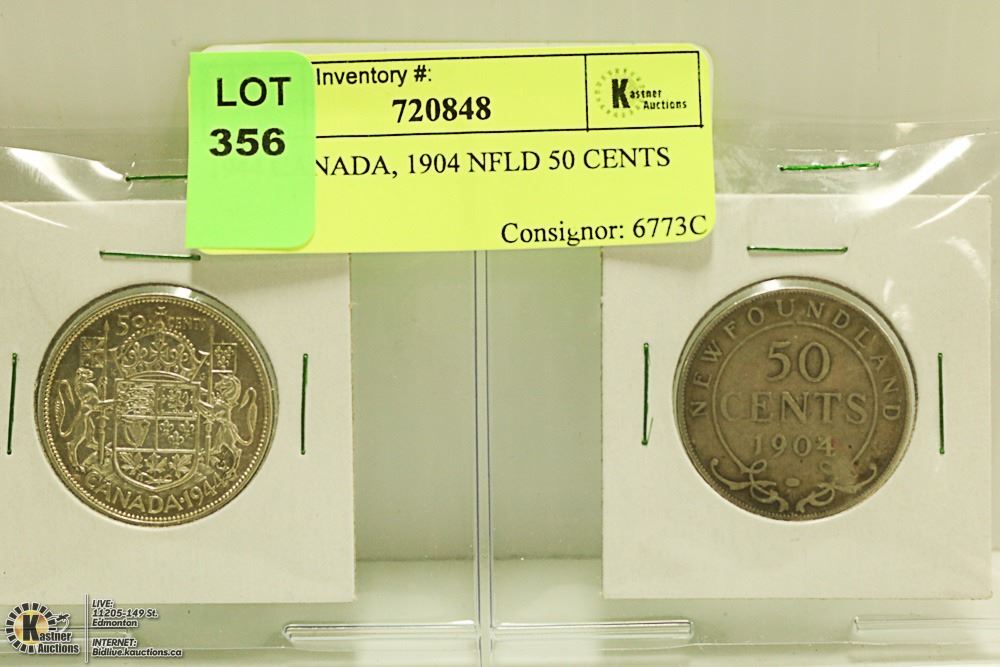 LOT
356
Inventory #:
720848
Kastner
Auctions
NADA, 1904 NFLD 50 CENTS
Consignor: 6773C
50 CENTS
CANADA·1944
NEWFOUNDLAND
50
CENTS
1904
Kastner
Auctions
LIVE:
11205-149 St.
Edmonton
INTERNET:
Bidlive.kauctions.ca